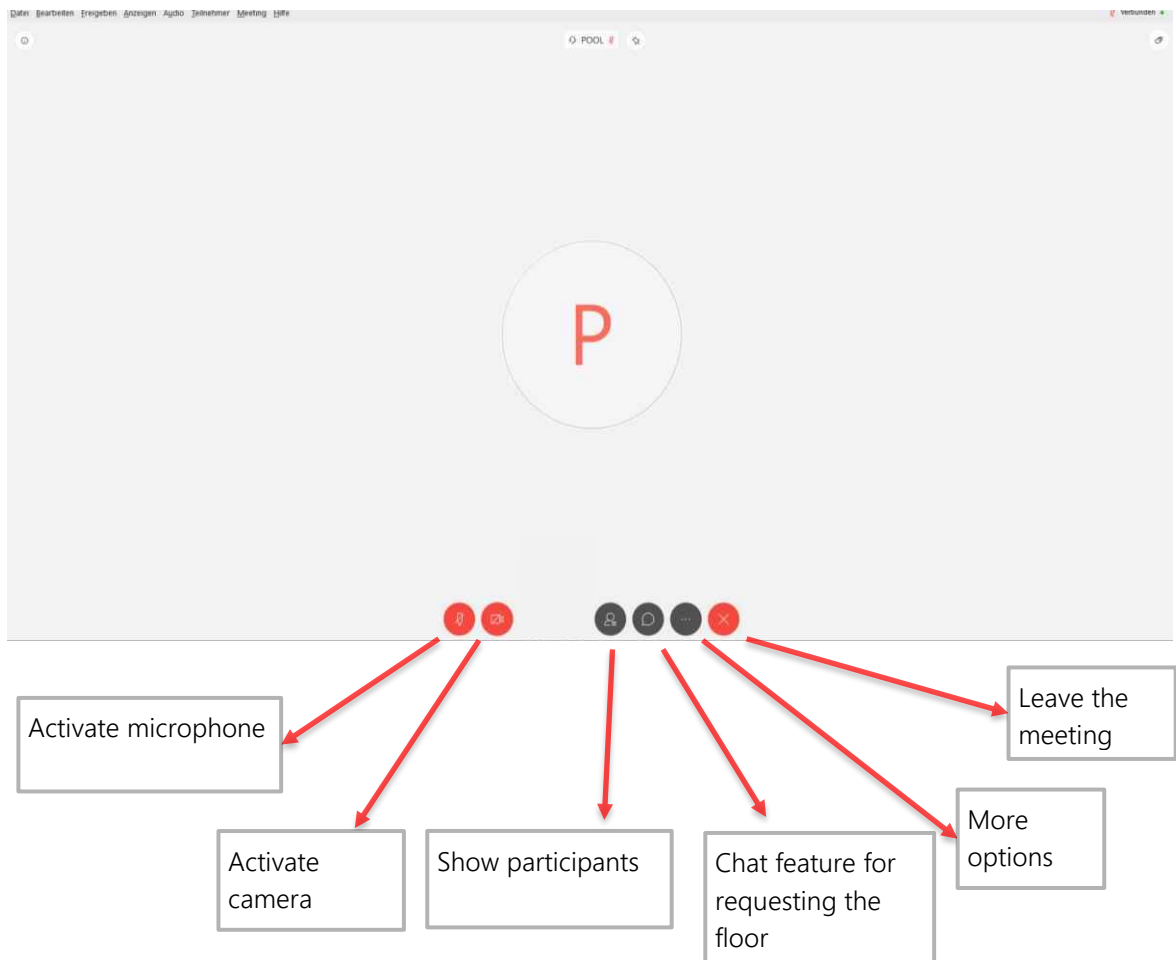 Datei Bearbeiten Freigeben Anzeigen Audio Teilnehmer Meeting Hilfe
Verbunden
POOL
P
Activate microphone
Leave the
meeting
Activate
camera
Show participants
Chat feature for
requesting the
floor
More
options